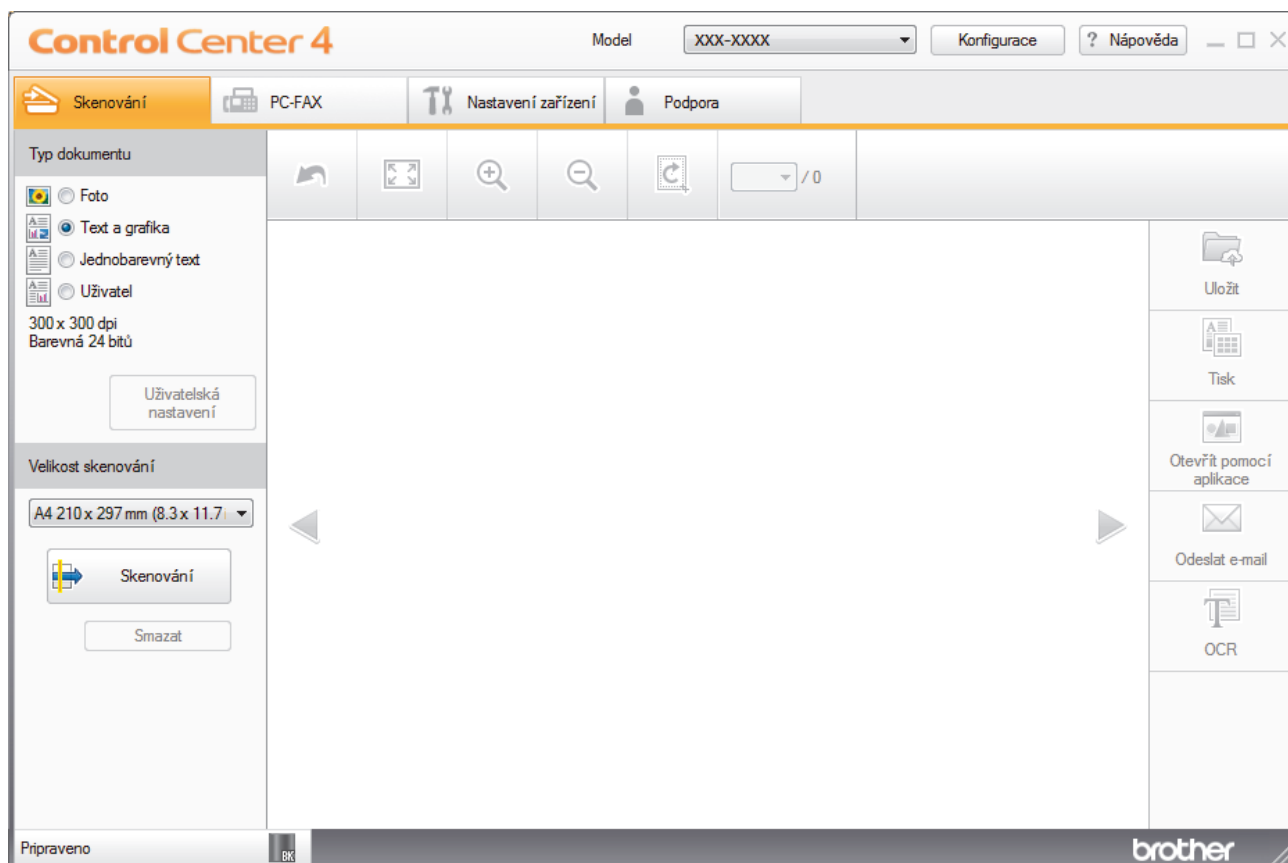 Control Center 4
Model
XXX-XXXX
Konfigurace
? Nápověda
Skenování
PC-FAX
Nastavení zařízení
Podpora
Typ dokumentu
Foto
Text a grafika
Jednobarevný text
Uživatel
300 x 300 dpi
Barevná 24 bitů
Uživatelská
nastavení
Velikost skenování
A4 210 x 297 mm (8.3 x 11.7
Skenování
Smazat
/ 0
Uložit
Tisk
Otevřít pomocí
aplikace
Odeslat e-mail
OCR
Pripraveno
BK
brother